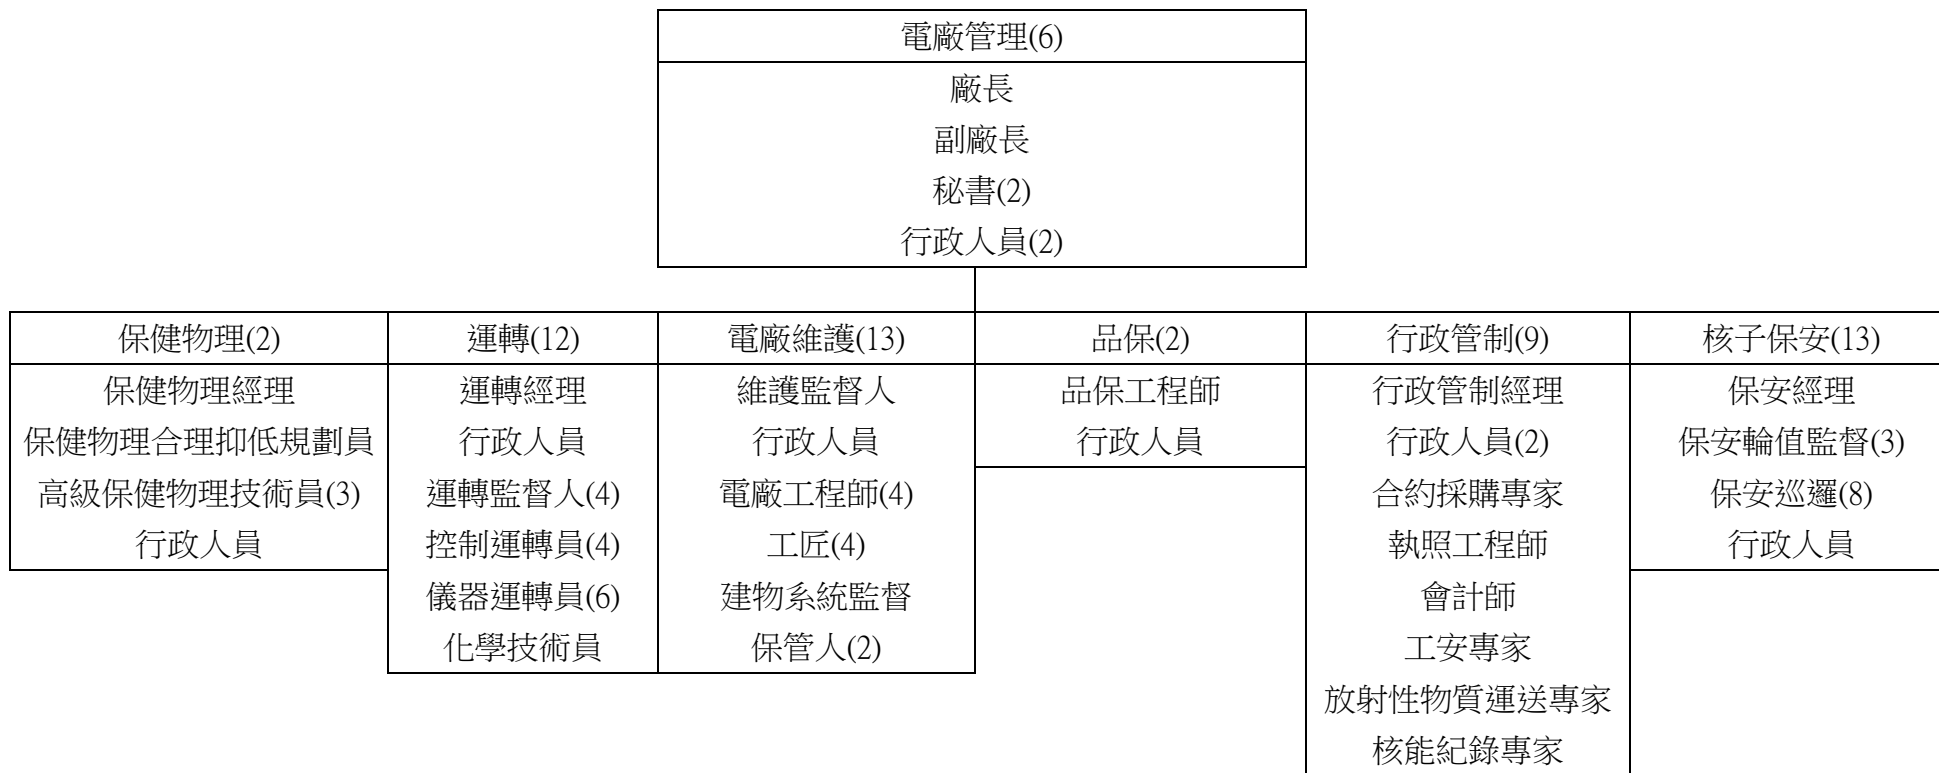 電廠管理(6)
廠長
副廠長
秘書(2)
行政人員(2)
保健物理(2)
保健物理經理
保健物理合理抑低規劃員
高級保健物理技術員(3)
行政人員
運轉(12)
運轉經理
行政人員
運轉監督人(4)
控制運轉員(4)
儀器運轉員(6)
化學技術員
電廠維護(13)
維護監督人
行政人員
電廠工程師(4)
工匠(4)
建物系統監督
保管人(2)
品保(2)
品保工程師
行政人員
行政管制(9)
行政管制經理
行政人員(2)
合約採購專家
執照工程師
會計師
工安專家
放射性物質運送專家
核能紀錄專家
核子保安(13)
保安經理
保安輪值監督(3)
保安巡邏(8)
行政人員